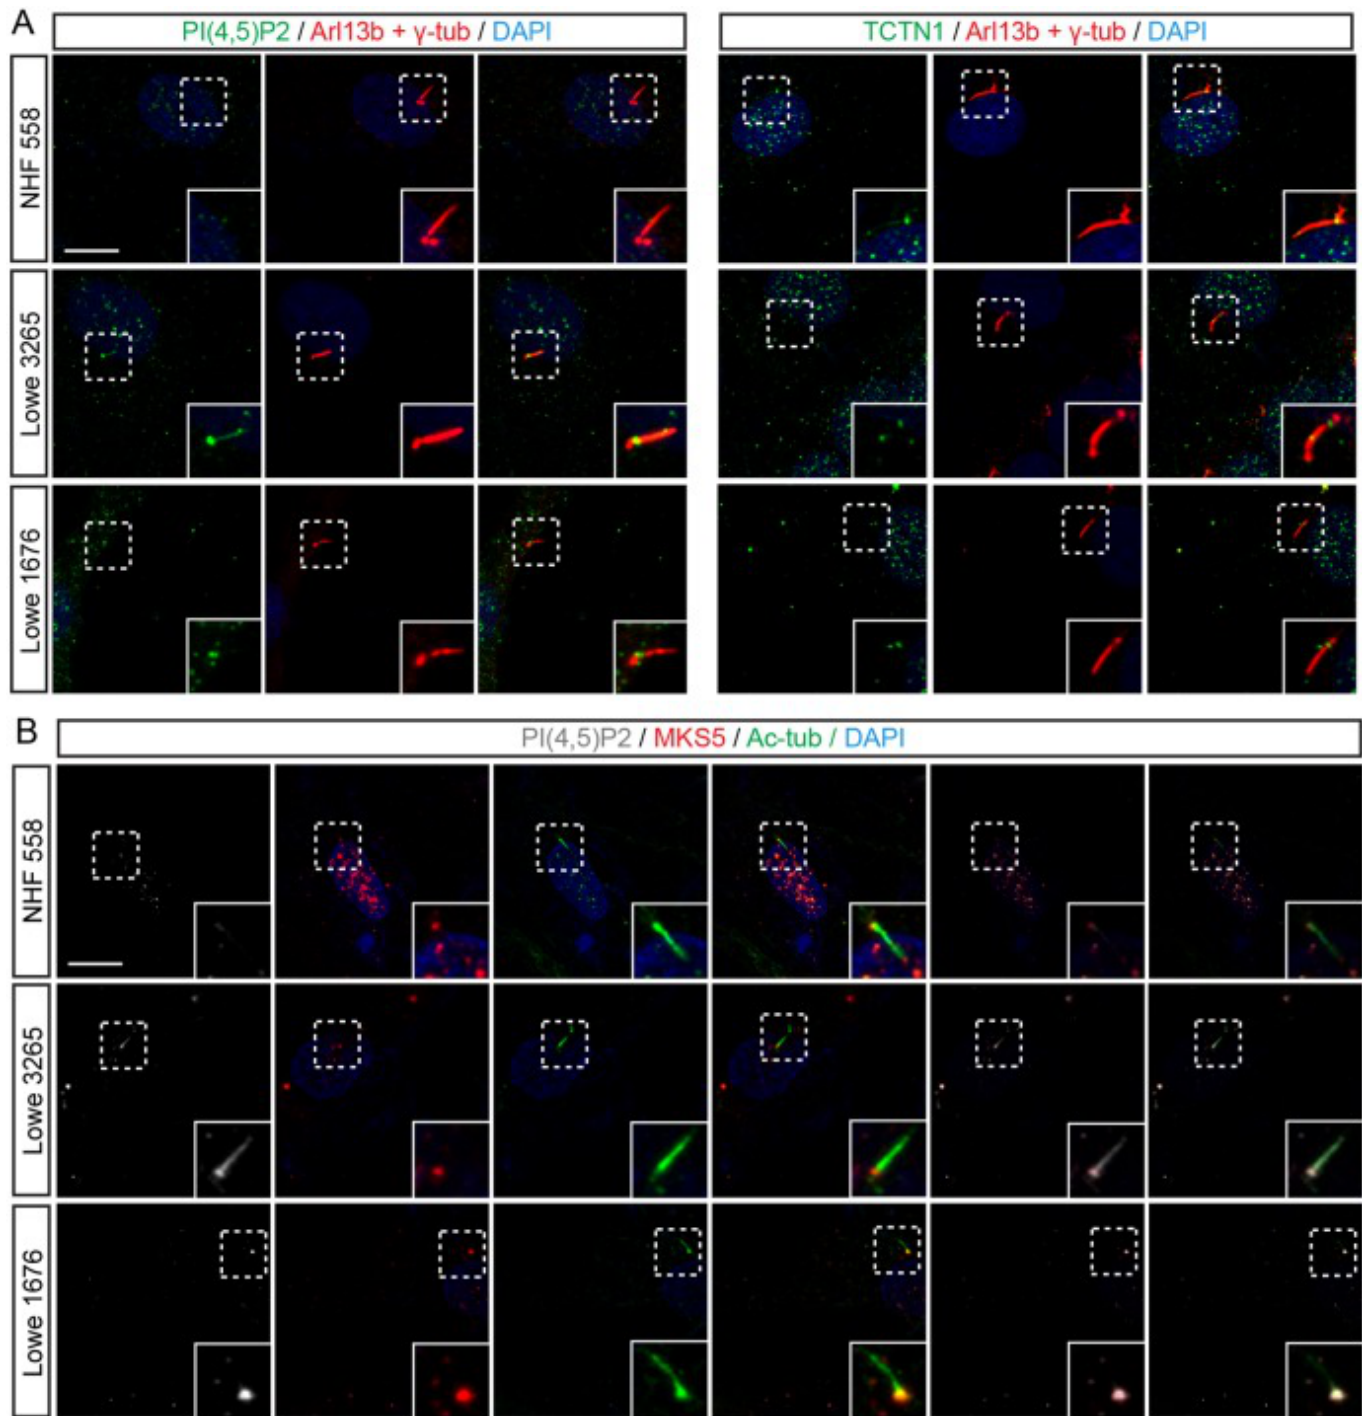 A
PI(4,5)P2 / Arl13b + γ-tub / DAPI
TCTN1 / Arl13b + γ-tub / DAPI
NHF 558
Lowe 3265
Lowe 1676
B
PI(4,5)P2 / MKS5 / Ac-tub / DAPI
NHF 558
Lowe 3265
Lowe 1676